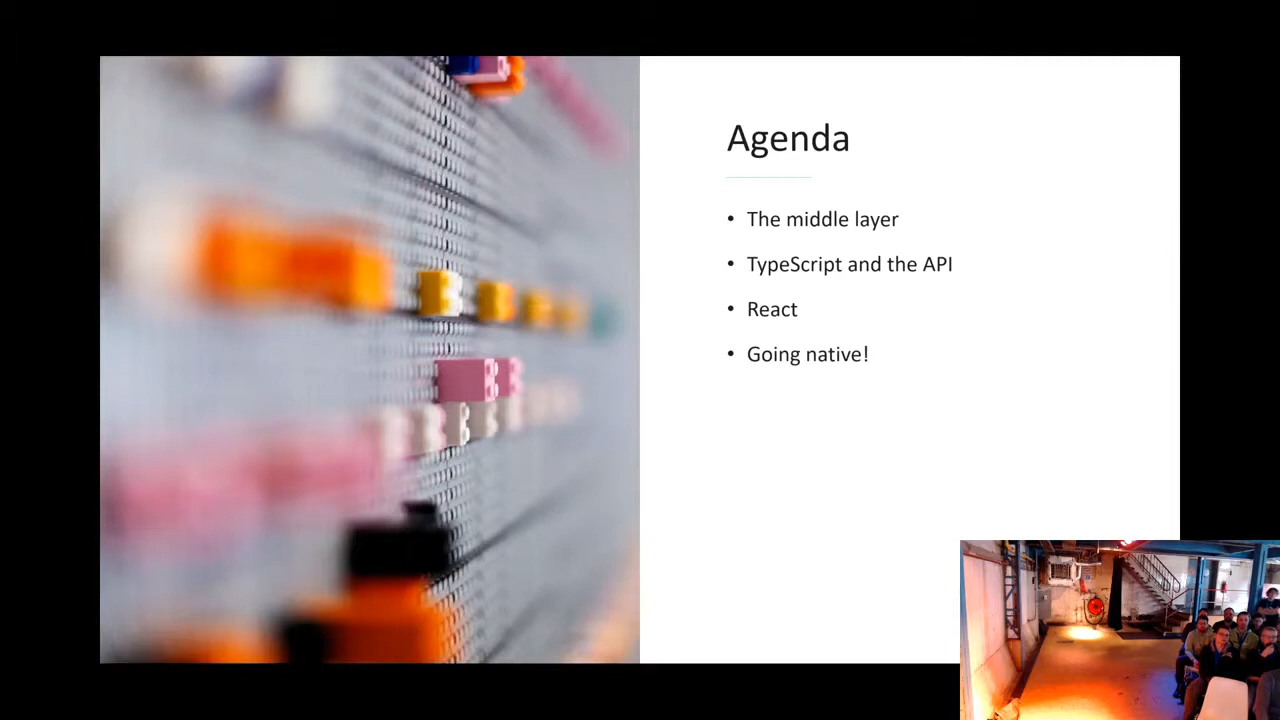 Agenda
• The middle layer
• TypeScript and the API
• React
• Going native!